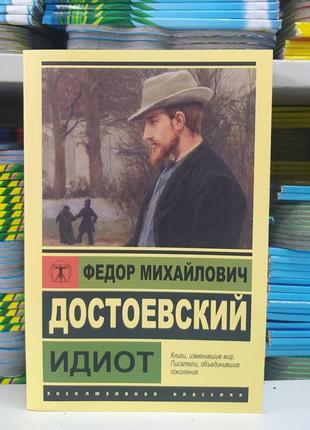 ФЕДОР МИХАЙЛОВИЧ
ДОСТОЕВСКИЙ
ИДИОТ
Книги, изменившие мир.
Писатели, объединившие
поколения.
эксклюзивная классика